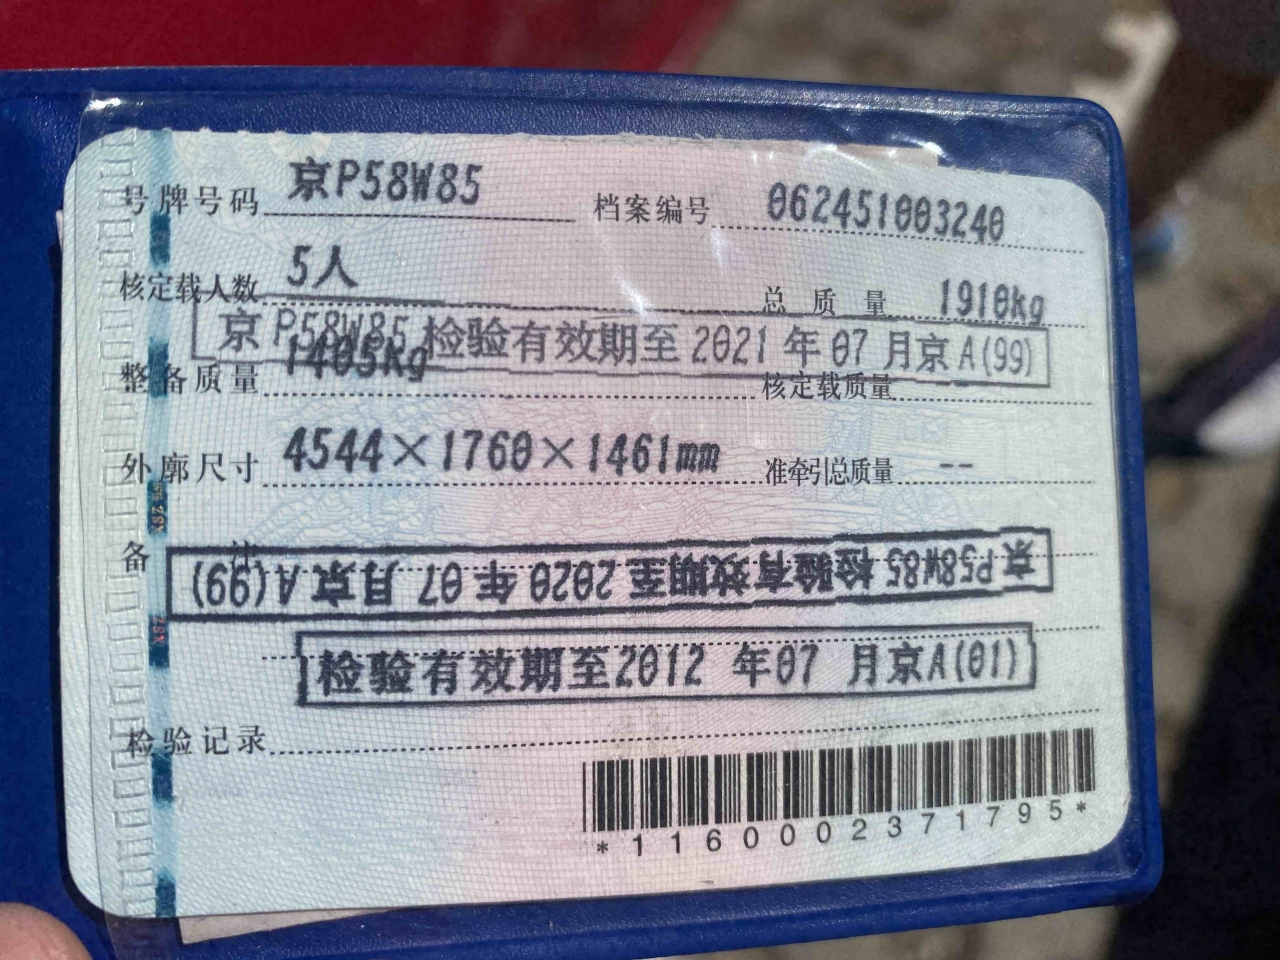 号牌号码 京P58W85 档案编号 062451003240
核定载人数 5人 总质量 1910kg
京P58W85 检验有效期至2021年07月京A(99)
整备质量 1405kg 核定载质量 --
外廓尺寸 4544×1760×1461mm 准牵引总质量 --
备注
京P58W85 检验有效期至2020年07月京A(99)
检验有效期至2012年07月京A(01)
检验记录
*1160002371795*